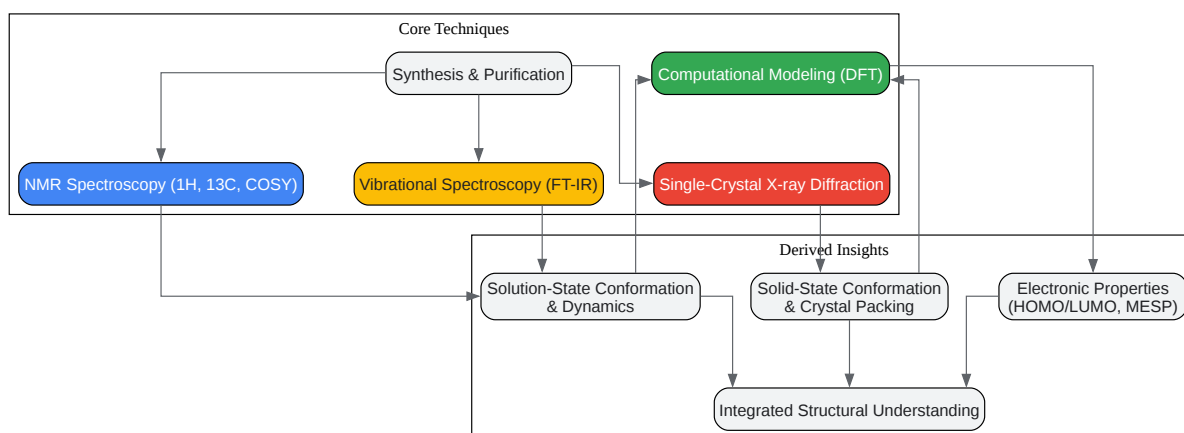 Core Techniques
Synthesis & Purification
Computational Modeling (DFT)
NMR Spectroscopy (1H, 13C, COSY)
Vibrational Spectroscopy (FT-IR)
Single-Crystal X-ray Diffraction
Derived Insights
Solution-State Conformation
& Dynamics
Solid-State Conformation
& Crystal Packing
Electronic Properties
(HOMO/LUMO, MESP)
Integrated Structural Understanding